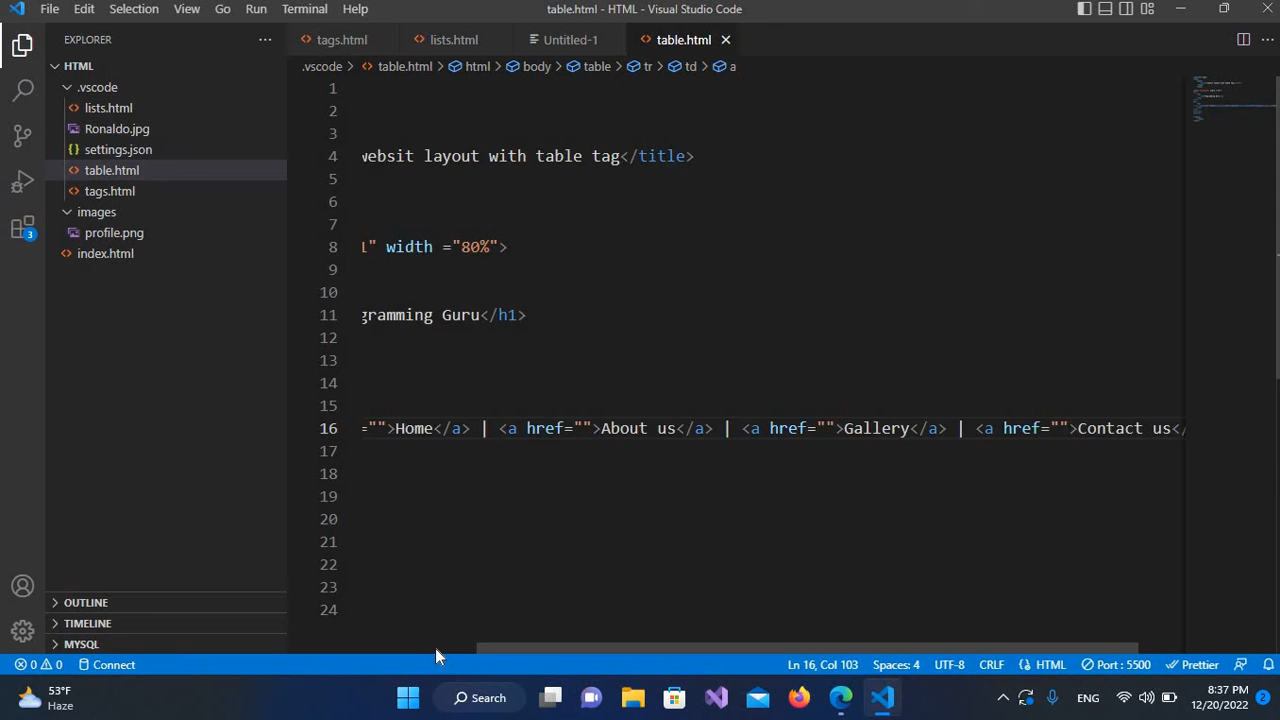 File Edit Selection View Go Run Terminal Help
table.html - HTML - Visual Studio Code
EXPLORER
HTML
.vscode
lists.html
Ronaldo.jpg
settings.json
table.html
tags.html
images
profile.png
index.html
OUTLINE
TIMELINE
MYSQL
tags.html lists.html Untitled-1 table.html
.vscode > table.html > html > body > table > tr > td > a
1
2
3
4 websit layout with table tag</title>
5
6
7
8 1" width ="80%">
9
10
11 gramming Guru</h1>
12
13
14
15
16 ="">Home</a> | <a href="">About us</a> | <a href="">Gallery</a> | <a href="">Contact us</
17
18
19
20
21
22
23
24
0 0 Connect Ln 16, Col 103 Spaces: 4 UTF-8 CRLF HTML Port : 5500 Prettier
53°F
Haze
Search
3
ENG
8:37 PM
12/20/2022
2